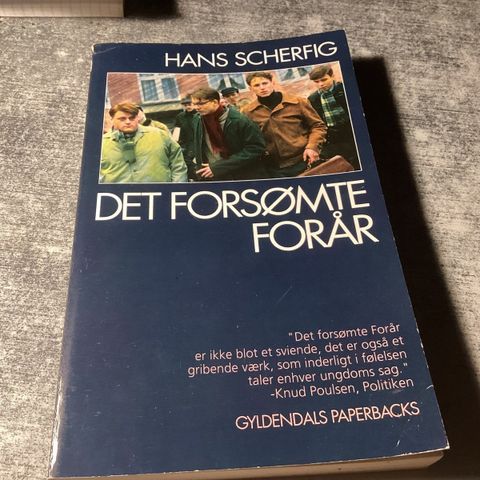 HANS SCHERFIG
DET FORSØMTE
FORÅR
"Det forsømte Forår
er ikke blot et sviende, det er også et
gribende værk, som inderligt i følelsen
taler enhver ungdoms sag."
-Knud Poulsen, Politiken
GYLDENDALS PAPERBACKS